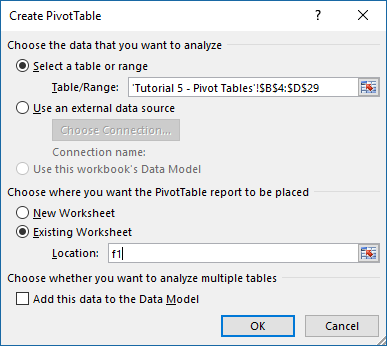 Create PivotTable
? ×
Choose the data that you want to analyze
Select a table or range
Table/Range: 'Tutorial 5 - Pivot Tables'!$B$4:$D$29
Use an external data source
Choose Connection...
Connection name:
Use this workbook's Data Model
Choose where you want the PivotTable report to be placed
New Worksheet
Existing Worksheet
Location: f1
Choose whether you want to analyze multiple tables
Add this data to the Data Model
OK Cancel